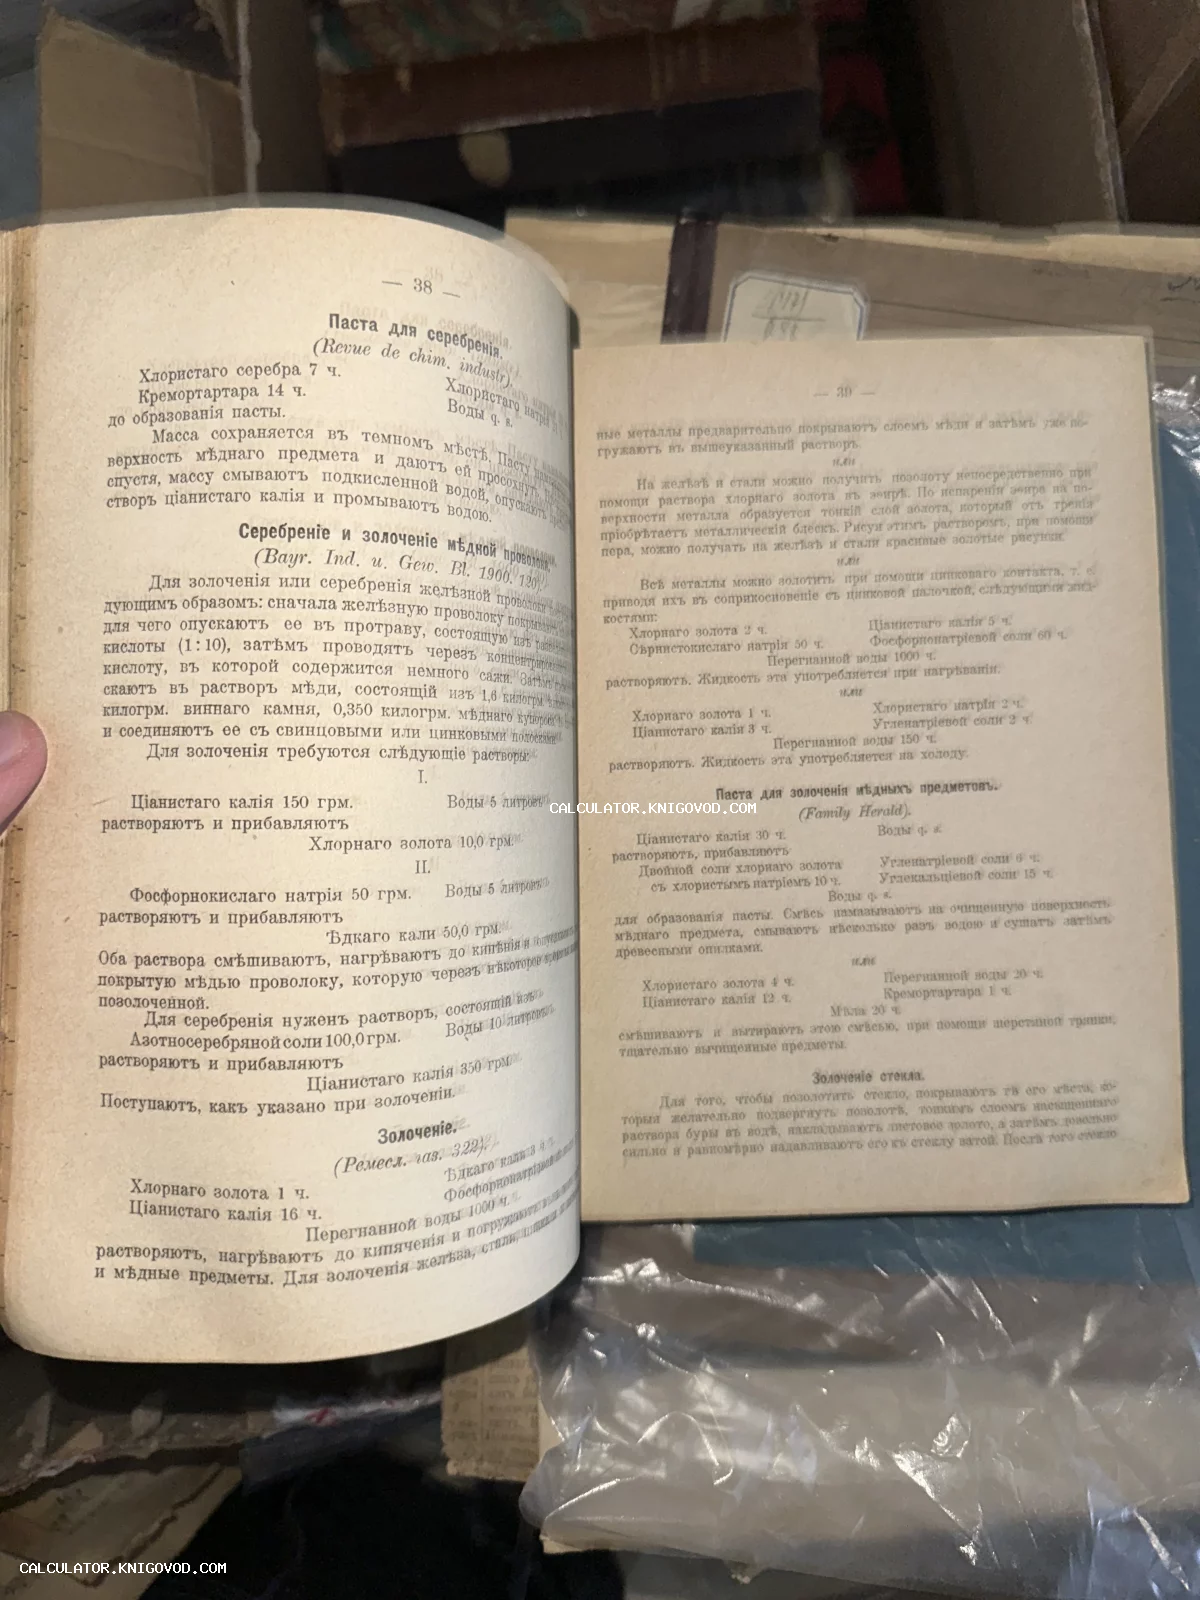 — 38 —
Паста для серебренія.
(Revue de chim. industr).
Хлористаго серебра 7 ч.
Хлористаго натрія
Кремортартара 14 ч.
Воды q. s.
до образованія пасты.
Масса сохраняется въ темномъ мѣстѣ. Пасту
верхность мѣднаго предмета и даютъ ей просохнуть.
спустя, массу смываютъ подкисленной водой, опускаютъ
створъ ціанистаго калія и промываютъ водою.
Серебреніе и золоченіе мѣдной проволоки.
(Bayr. Ind. u. Gew. Bl. 1900. 120).
Для золоченія или серебренія желѣзной проволоки
дующимъ образомъ: сначала желѣзную проволоку покрываютъ
для чего опускаютъ ее въ протраву, состоящую изъ
кислоты (1:10), затѣмъ проводятъ черезъ
кислоту, въ которой содержится немного сажи. Затѣмъ
скаютъ въ растворъ мѣди, состоящій изъ 1,6 килогрм.
килогрм. виннаго камня, 0,350 килогрм. мѣднаго купороса
и соединяютъ ее съ свинцовыми или цинковыми полосками.
Для золоченія требуются слѣдующіе растворы:
I.
Ціанистаго калія 150 грм. Воды 5 литровъ
растворяютъ и прибавляютъ
Хлорнаго золота 10,0 грм.
II.
Фосфорнокислаго натрія 50 грм. Воды 5 литровъ
растворяютъ и прибавляютъ
Ѣдкаго кали 50,0 грм.
Оба раствора смѣшиваютъ, нагрѣваютъ до кипѣнія и
покрытую мѣдью проволоку, которую черезъ нѣкоторое
позолоченной.
Для серебренія нуженъ растворъ, состоящій изъ
Азотносеребряной соли 100,0 грм. Воды 10 литровъ
растворяютъ и прибавляютъ
Ціанистаго калія 350 грм.
Поступаютъ, какъ указано при золоченіи.
Золоченіе.
(Ремесл. газ. 322).
Ѣдкаго кали 3 ч.
Хлорнаго золота 1 ч.
Фосфорнонатріевой
Ціанистаго калія 16 ч.
Перегнанной воды 1000 ч.
растворяютъ, нагрѣваютъ до кипяченія и погружаютъ
и мѣдные предметы. Для золоченія желѣза, стали,
— 39 —
ные металлы предварительно покрываютъ слоемъ мѣди и затѣмъ уже по-
гружаютъ въ вышеуказанный растворъ.
или
На желѣзѣ и стали можно получить позолоту непосредственно при
помощи раствора хлорнаго золота въ эѳирѣ. По испареніи эѳира на по-
верхности металла образуется тонкій слой золота, который отъ тренія
пріобрѣтаетъ металлическій блескъ. Рисуя этимъ растворомъ, при помощи
пера, можно получать на желѣзѣ и стали красивые золотые рисунки.
или
Всѣ металлы можно золотить при помощи цинковаго контакта, т. е.
приводя ихъ въ соприкосновеніе съ цинковой палочкой, слѣдующими жид-
костями:
Хлорнаго золота 2 ч. Ціанистаго калія 5 ч.
Сѣрнистокислаго натрія 50 ч. Фосфорнонатріевой соли 60 ч.
Перегнанной воды 1000 ч.
растворяютъ. Жидкость эта употребляется при нагрѣваніи.
или
Хлорнаго золота 1 ч. Хлористаго натрія 2 ч.
Ціанистаго калія 3 ч. Угленатріевой соли 2 ч.
Перегнанной воды 150 ч.
растворяютъ. Жидкость эта употребляется на холоду.
Паста для золоченія мѣдныхъ предметовъ.
(Family Herald).
Ціанистаго калія 30 ч. Воды q. s.
растворяютъ, прибавляютъ
Двойной соли хлорнаго золота Угленатріевой соли 6 ч.
съ хлористымъ натріемъ 10 ч. Углекальціевой соли 15 ч.
Воды q. s.
для образованія пасты. Смѣсь намазываютъ на очищенную поверхность
мѣднаго предмета, смываютъ нѣсколько разъ водою и сушатъ затѣмъ
древесными опилками.
или
Хлористаго золота 4 ч. Перегнанной воды 20 ч.
Ціанистаго калія 12 ч. Кремортартара 1 ч.
Мѣла 20 ч.
смѣшиваютъ и вытираютъ этою смѣсью, при помощи шерстяной тряпки,
тщательно вычищенные предметы.
Золоченіе стекла.
Для того, чтобы позолотить стекло, покрываютъ тѣ его мѣста, ко-
торыя желательно подвергнуть позолотѣ, тонкимъ слоемъ насыщеннаго
раствора буры въ водѣ, накладываютъ листовое золото, а затѣмъ довольно
сильно и равномѣрно надавливаютъ его къ стеклу ватой. Послѣ того стекло
CALCULATOR.KNIGOVOD.COM
CALCULATOR.KNIGOVOD.COM